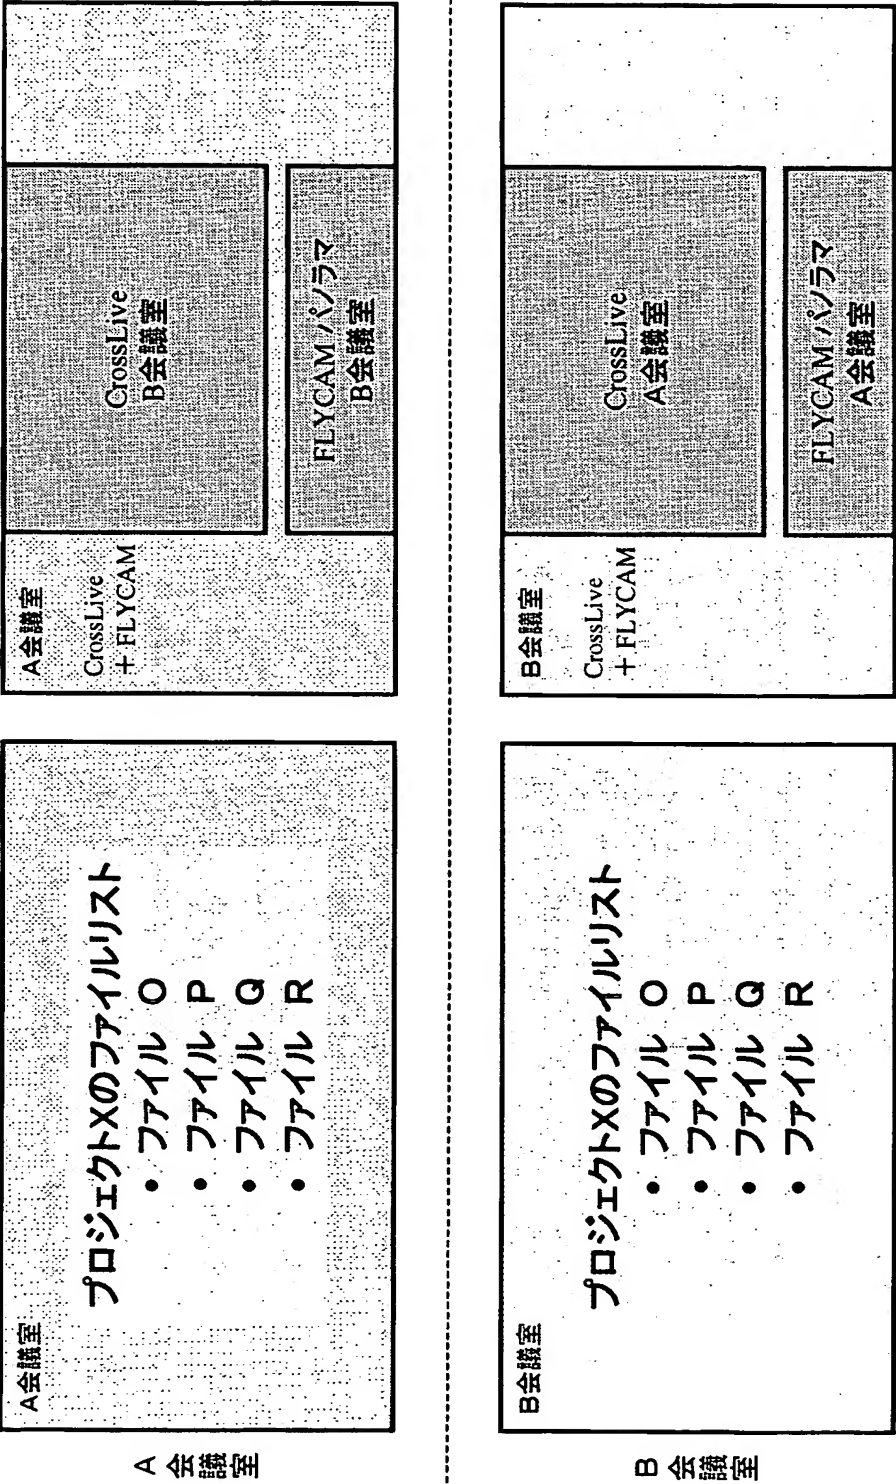 A
会
議
室
A会議室
プロジェクトXのファイルリスト
• ファイル O
• ファイル P
• ファイル Q
• ファイル R
A会議室
CrossLive
＋FLYCAM
CrossLive
B会議室
FLYCAM パノラマ
B会議室
B
会
議
室
B会議室
プロジェクトXのファイルリスト
• ファイル O
• ファイル P
• ファイル Q
• ファイル R
B会議室
CrossLive
＋FLYCAM
CrossLive
A会議室
FLYCAM パノラマ
A会議室